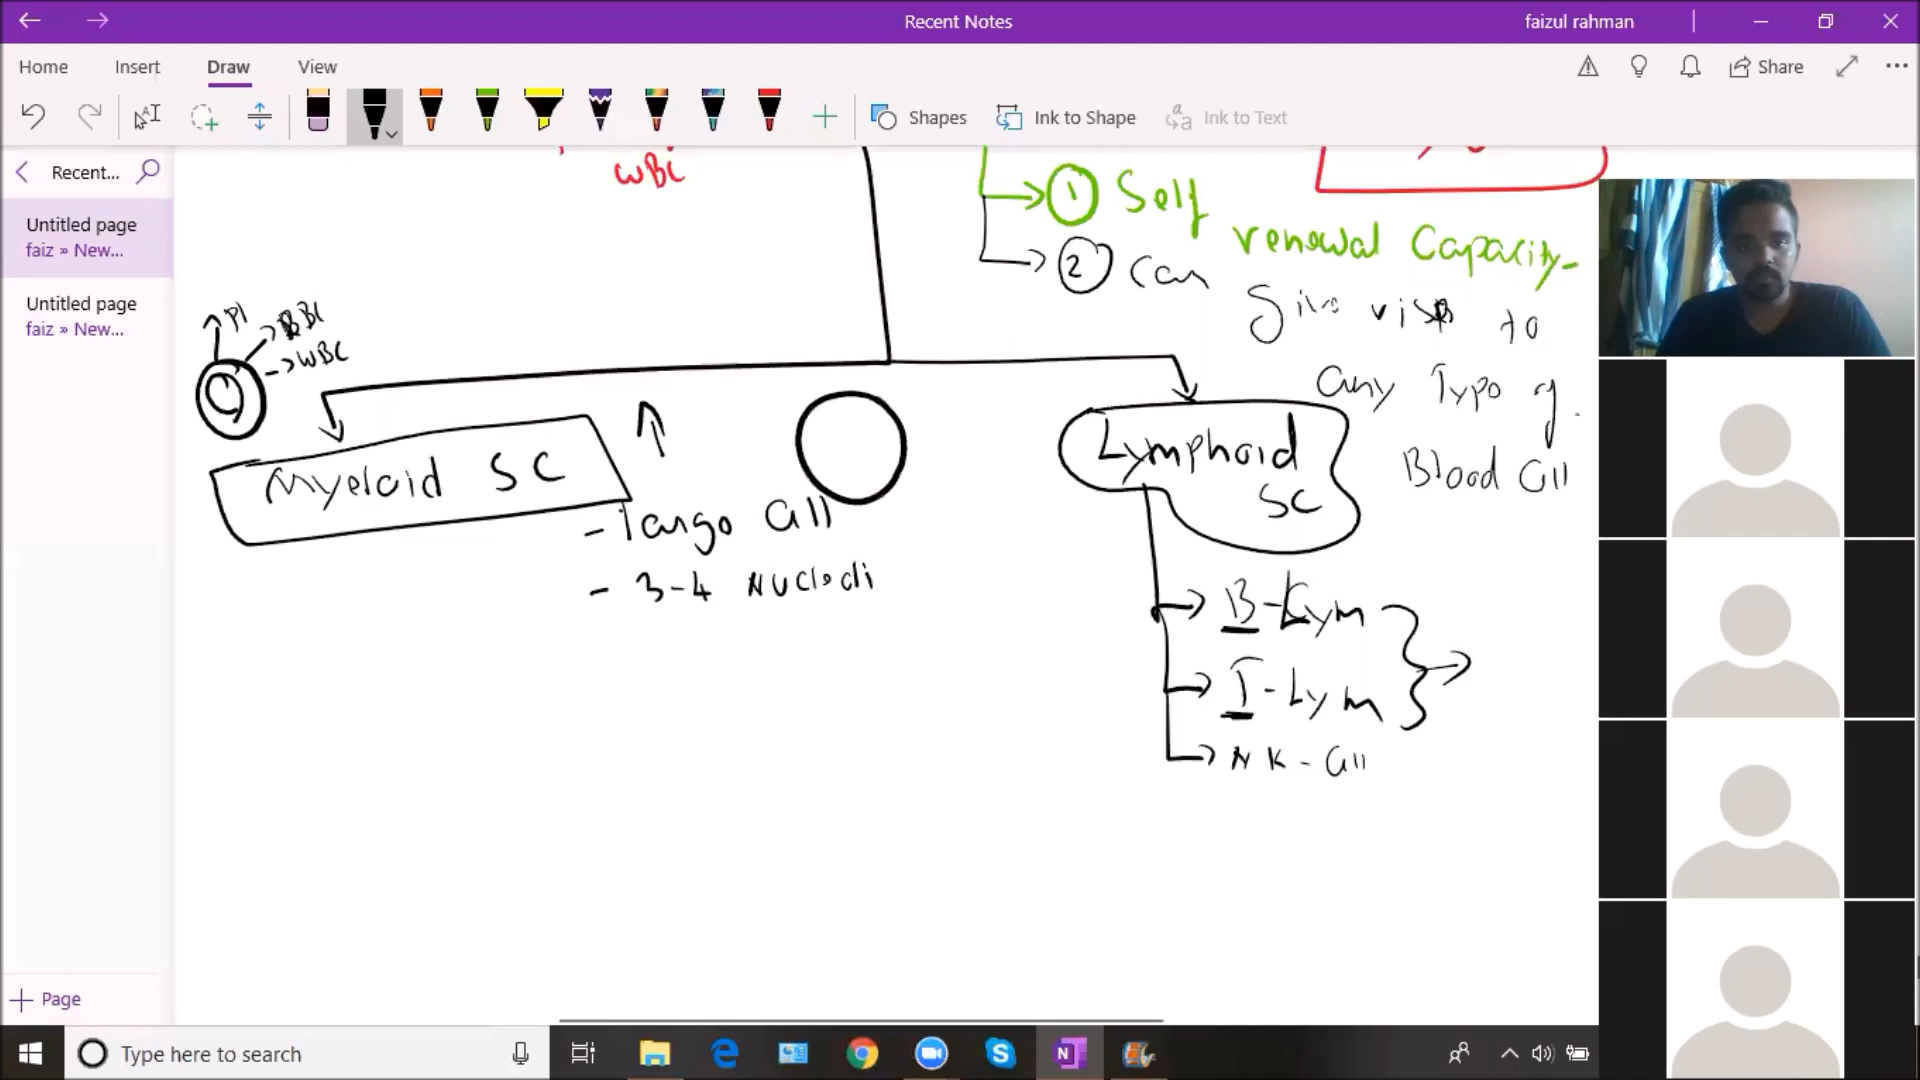 Recent Notes
faizul rahman
Home
Insert
Draw
View
Share
Shapes
Ink to Shape
Ink to Text
Recent...
Untitled page
faiz » New...
Untitled page
faiz » New...
WBC
1 Self
renewal Capacity-
2 Can
Give rise to
any Type of
Blood Cell
Pl
RBC
WBC
Myeloid SC
- Large Cell
- 3-4 Nucleoli
Lymphoid
SC
B-Lym
T-Lym
NK-Cell
Page
Type here to search